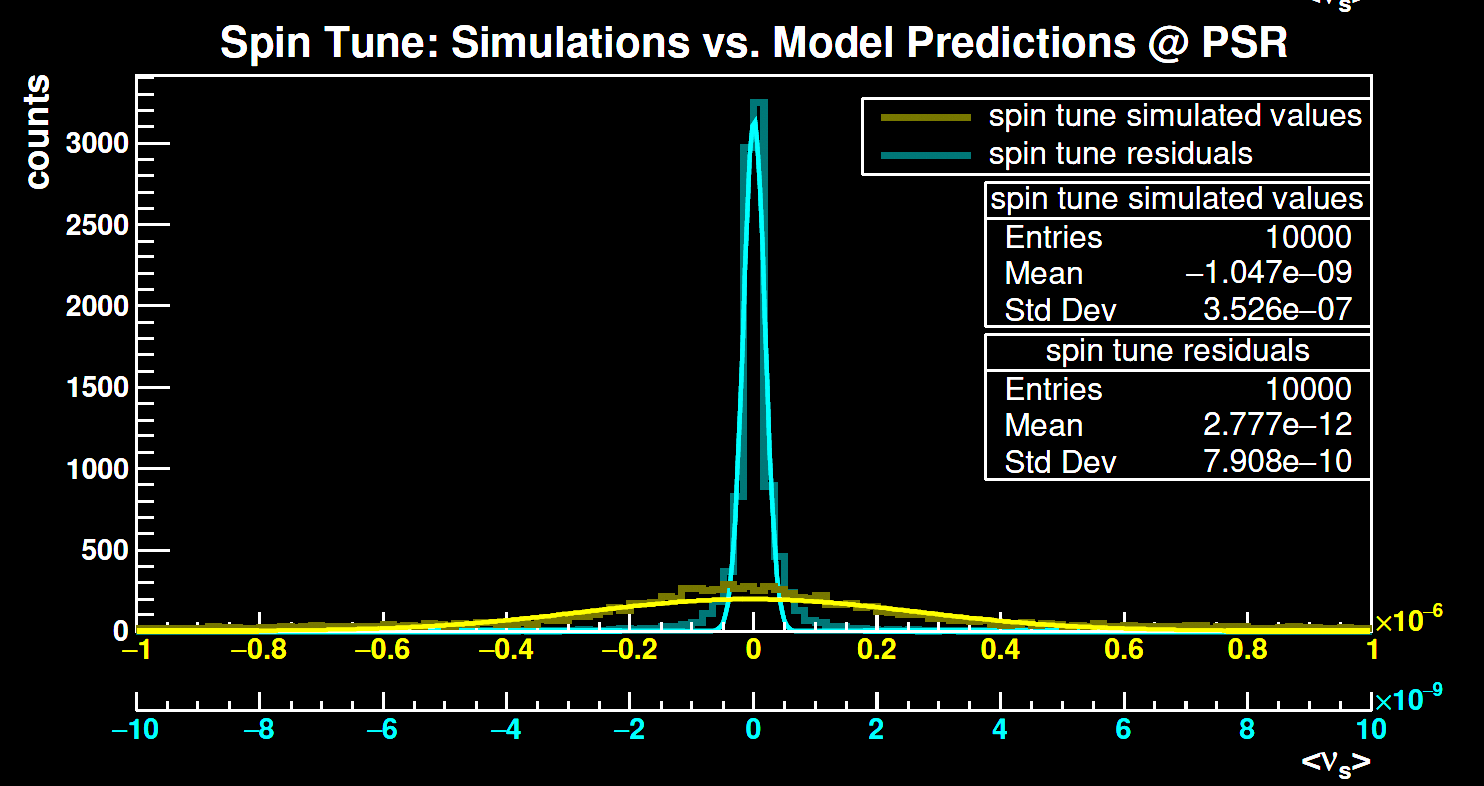 <νs>
Spin Tune: Simulations vs. Model Predictions @ PSR
counts
spin tune simulated values
spin tune residuals
spin tune simulated values
Entries 10000
Mean −1.047e−09
Std Dev 3.526e−07
spin tune residuals
Entries 10000
Mean 2.777e−12
Std Dev 7.908e−10
3000
2500
2000
1500
1000
500
0
×10−6
−1 −0.8 −0.6 −0.4 −0.2 0 0.2 0.4 0.6 0.8 1
×10−9
−10 −8 −6 −4 −2 0 2 4 6 8 10
<νs>